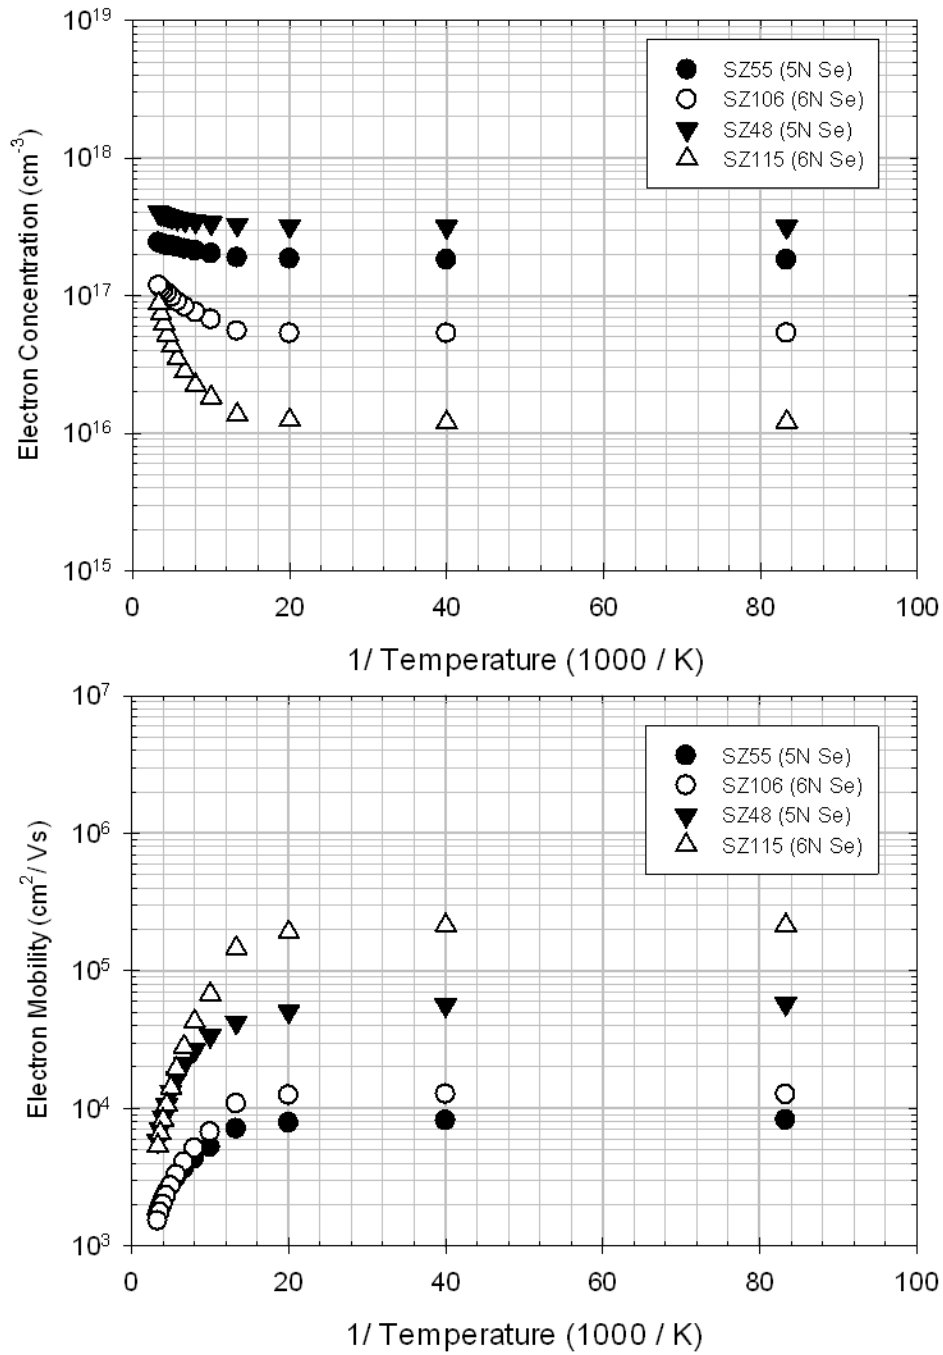 10^19
10^18
10^17
10^16
10^15
Electron Concentration (cm^-3)
SZ55 (5N Se)
SZ106 (6N Se)
SZ48 (5N Se)
SZ115 (6N Se)
0 20 40 60 80 100
1/ Temperature (1000 / K)
10^7
10^6
10^5
10^4
10^3
Electron Mobility (cm^2/ Vs)
SZ55 (5N Se)
SZ106 (6N Se)
SZ48 (5N Se)
SZ115 (6N Se)
0 20 40 60 80 100
1/ Temperature (1000 / K)